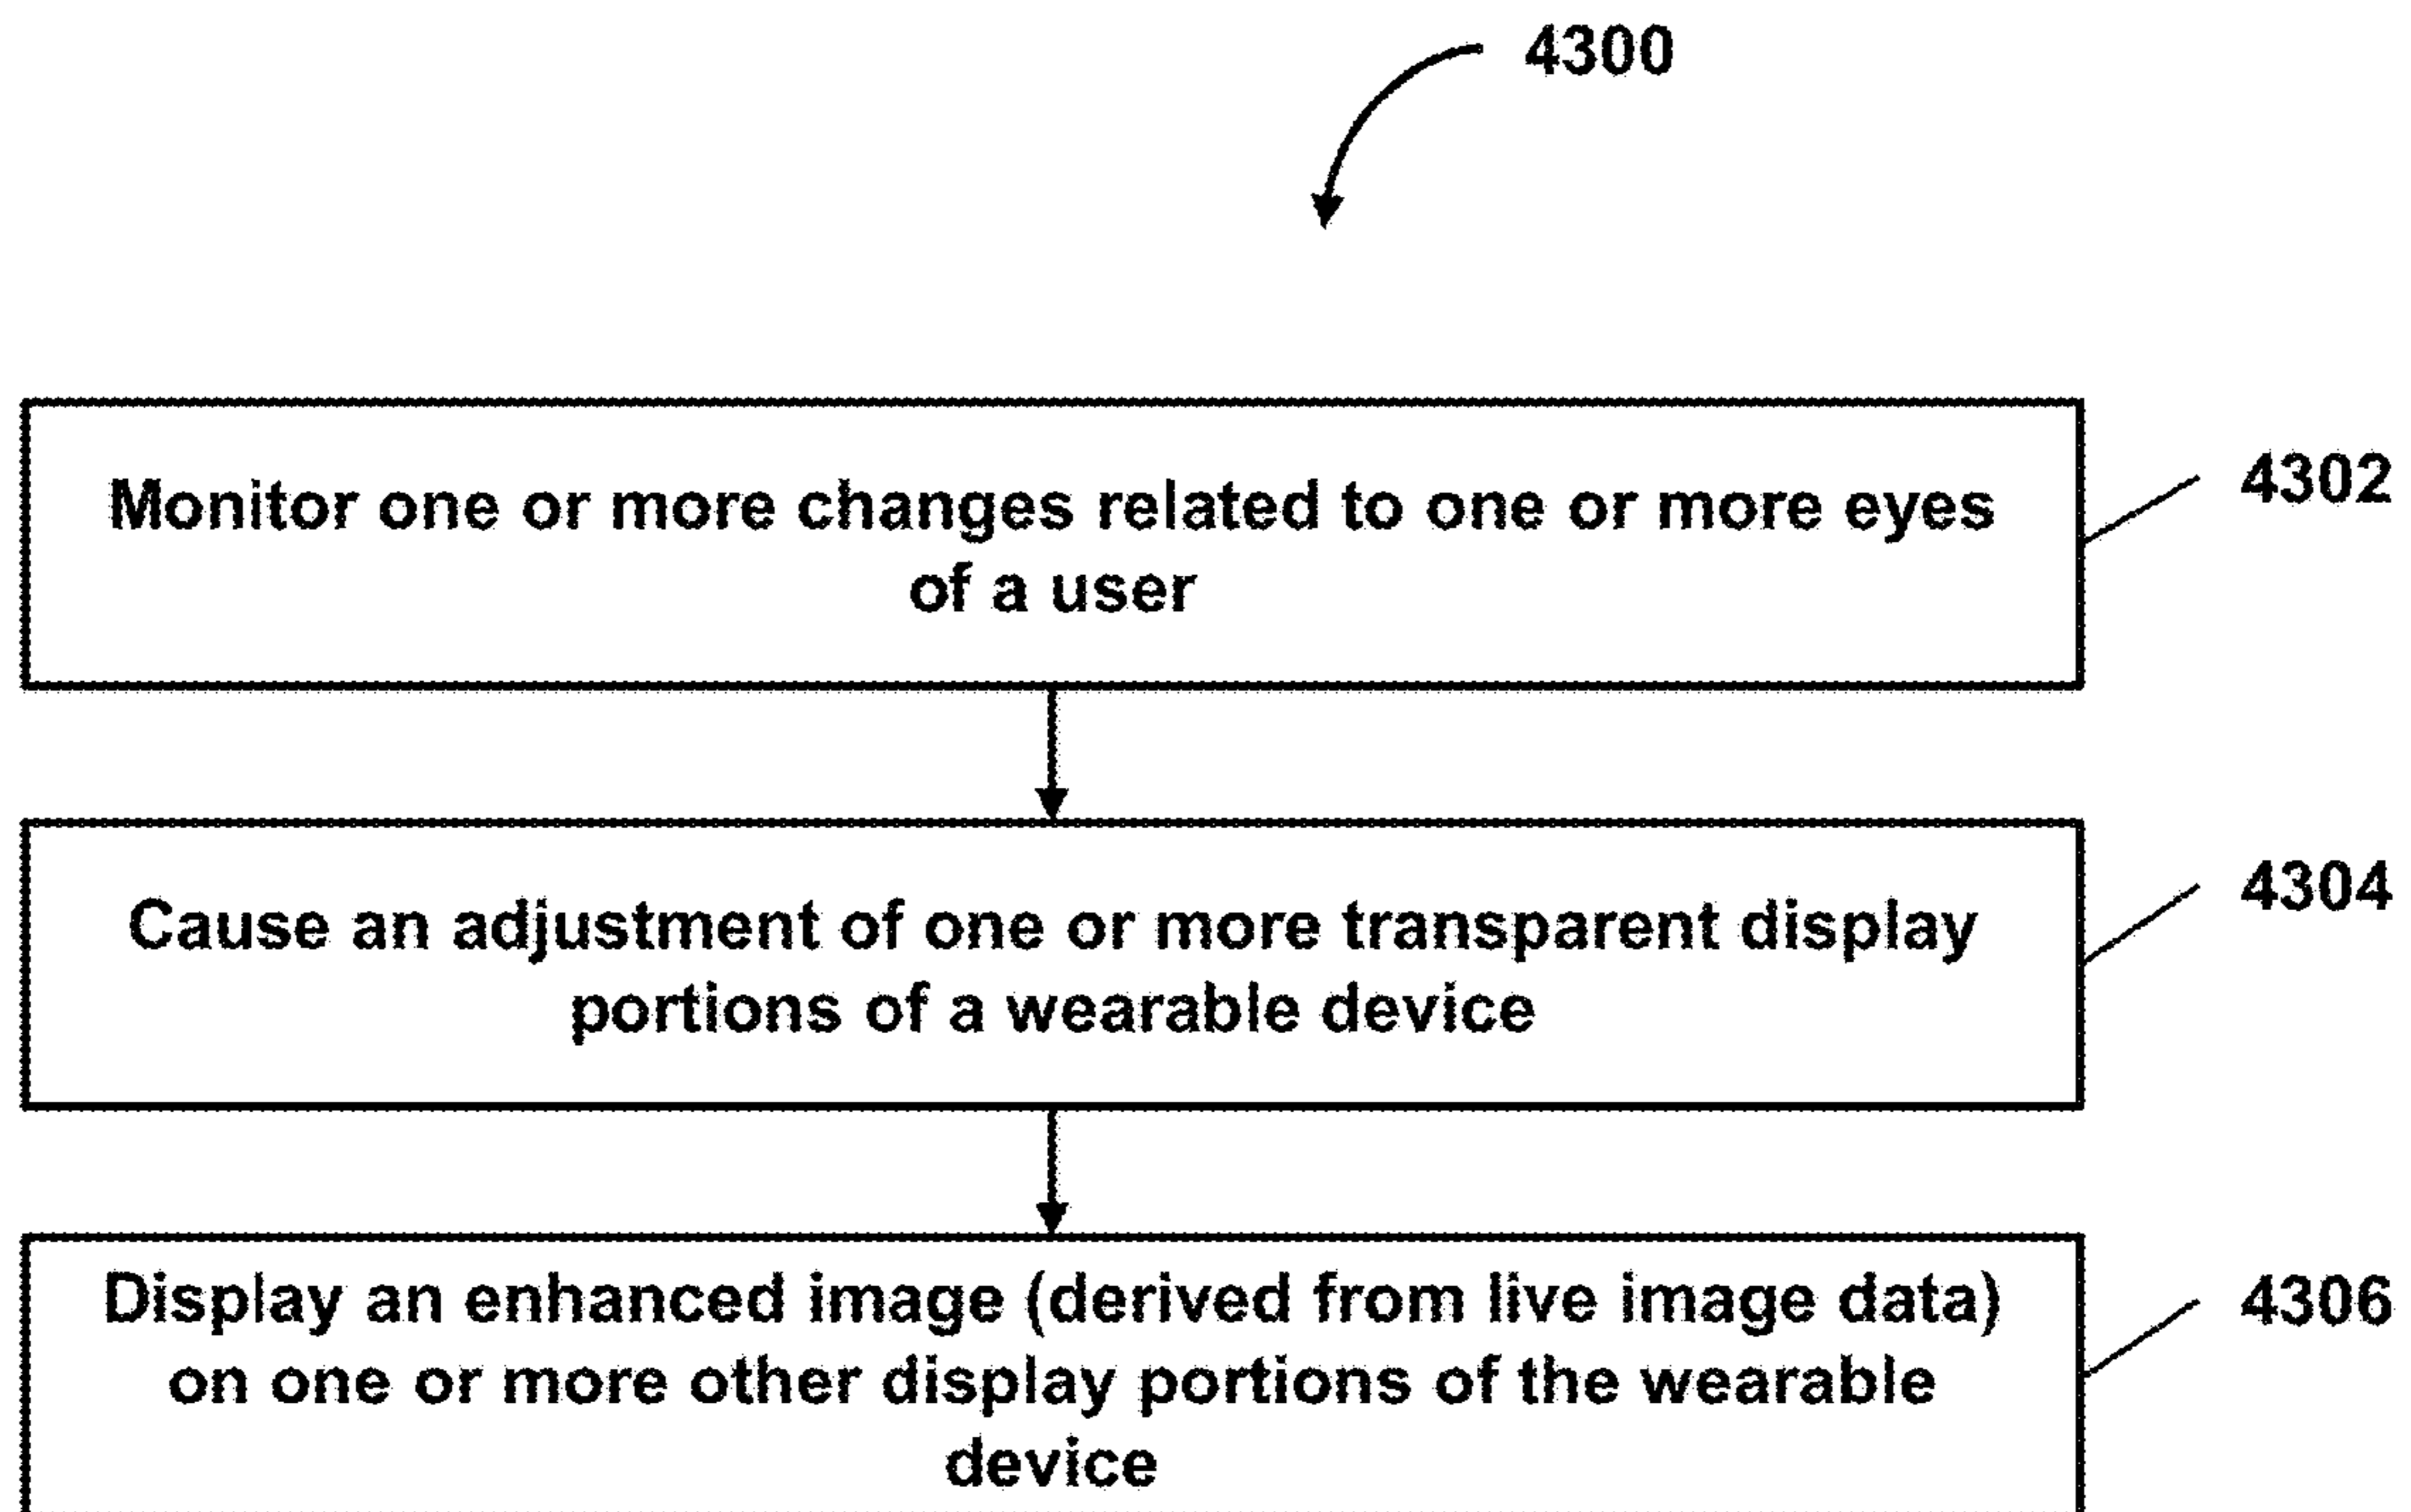 4300
Monitor one or more changes related to one or more eyes
of a user
4302
Cause an adjustment of one or more transparent display
portions of a wearable device
4304
Display an enhanced image (derived from live image data)
on one or more other display portions of the wearable
device
4306